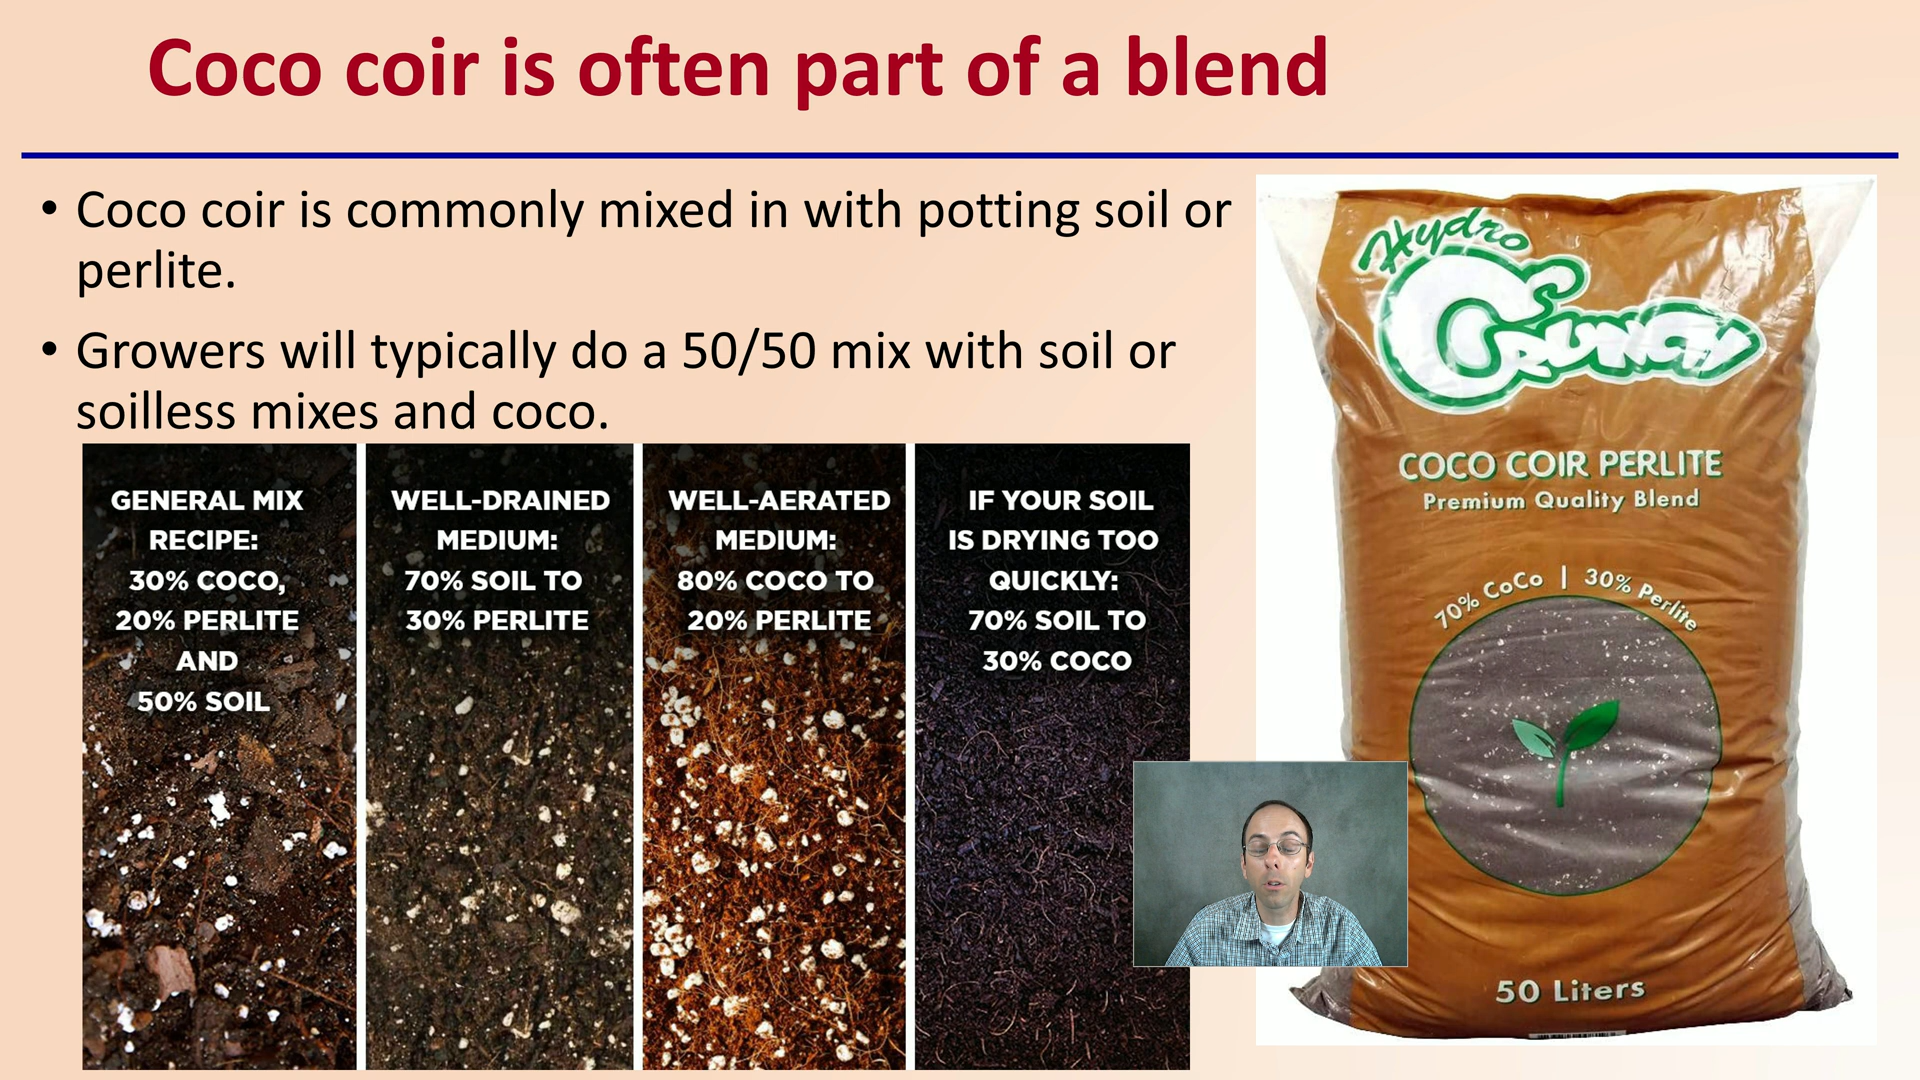 Coco coir is often part of a blend
• Coco coir is commonly mixed in with potting soil or
perlite.
• Growers will typically do a 50/50 mix with soil or
soilless mixes and coco.
GENERAL MIX
RECIPE:
30% COCO,
20% PERLITE
AND
50% SOIL
WELL-DRAINED
MEDIUM:
70% SOIL TO
30% PERLITE
WELL-AERATED
MEDIUM:
80% COCO TO
20% PERLITE
IF YOUR SOIL
IS DRYING TOO
QUICKLY:
70% SOIL TO
30% COCO
Hydro
CRUNCH
COCO COIR PERLITE
Premium Quality Blend
70% CoCo | 30% Perlite
50 Liters